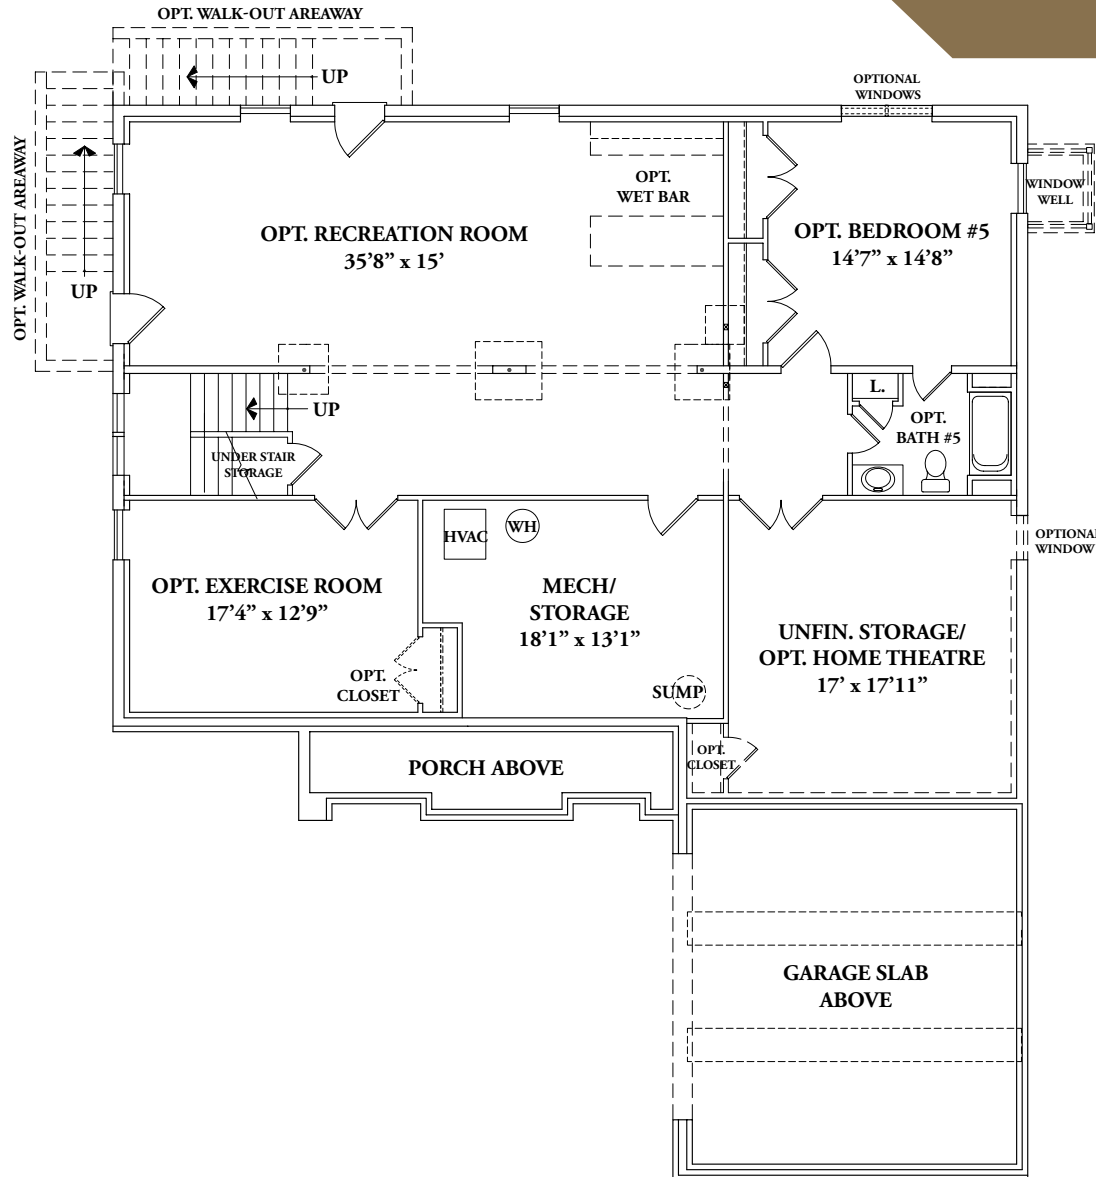 OPT. WALK-OUT AREAWAY
UP
OPTIONAL
WINDOWS
OPT. WALK-OUT AREAWAY
UP
OPT.
WET BAR
WINDOW
WELL
OPT. RECREATION ROOM
35'8” x 15'
OPT. BEDROOM #5
14'7” x 14'8”
UP
L.
OPT.
BATH #5
UNDER STAIR
STORAGE
HVAC
WH
OPTIONAL
WINDOW
OPT. EXERCISE ROOM
17'4” x 12'9”
MECH/
STORAGE
18'1” x 13'1”
UNFIN. STORAGE/
OPT. HOME THEATRE
17' x 17'11”
OPT.
CLOSET
SUMP
OPT.
CLOSET
PORCH ABOVE
GARAGE SLAB
ABOVE